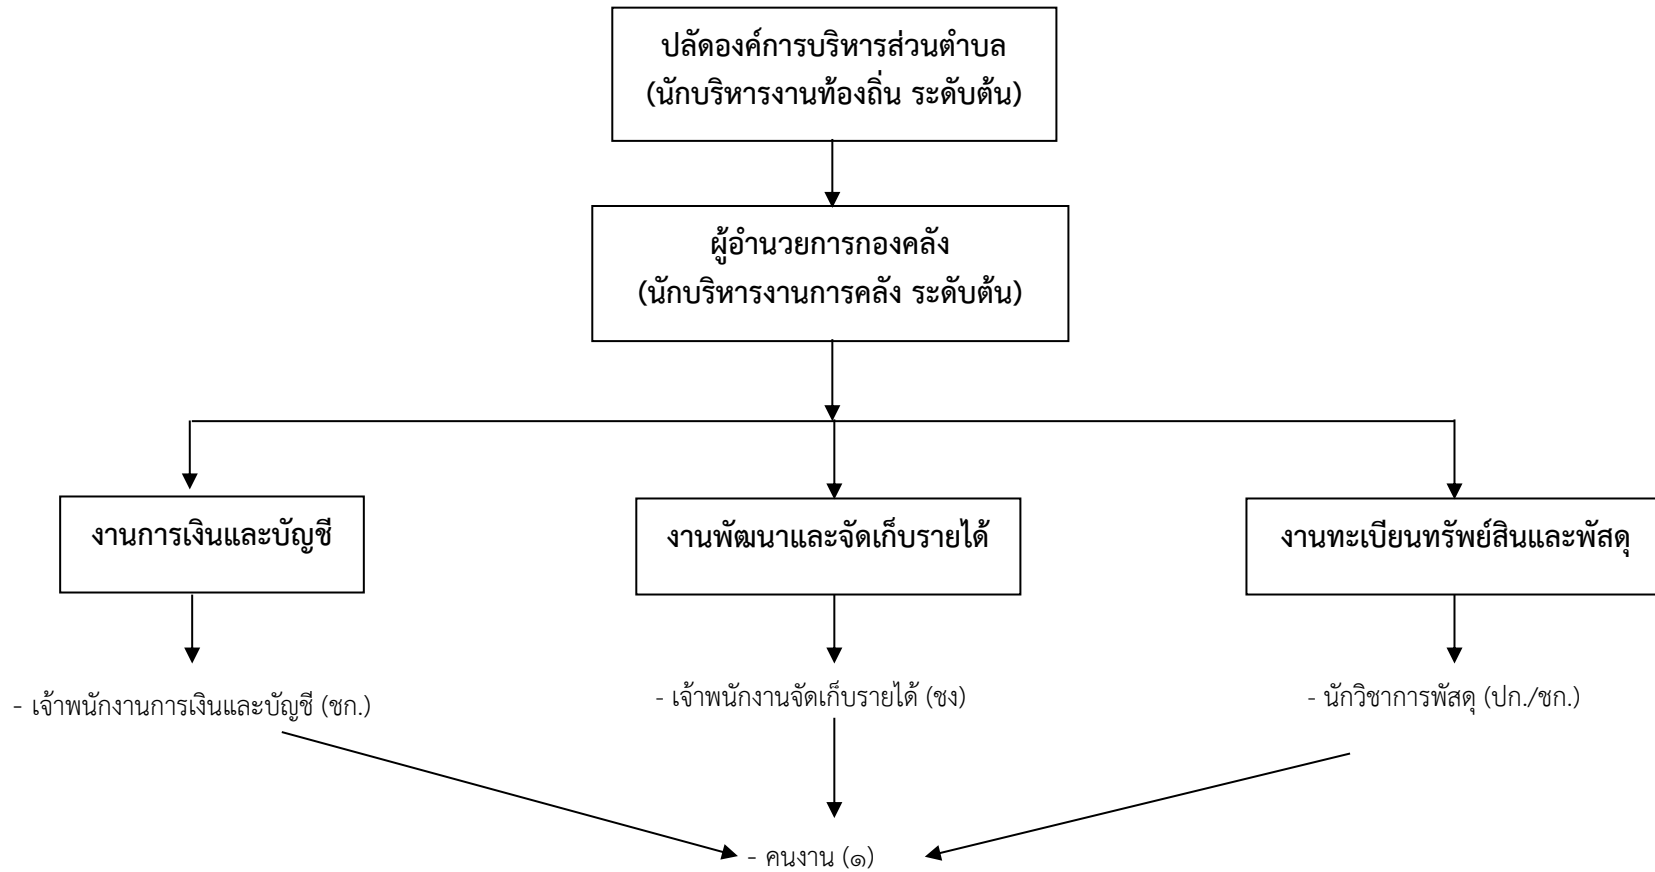 ปลัดองค์การบริหารส่วนตำบล
(นักบริหารงานท้องถิ่น ระดับต้น)
ผู้อำนวยการกองคลัง
(นักบริหารงานการคลัง ระดับต้น)
งานการเงินและบัญชี
งานพัฒนาและจัดเก็บรายได้
งานทะเบียนทรัพย์สินและพัสดุ
- เจ้าพนักงานการเงินและบัญชี (ชก.)
- เจ้าพนักงานจัดเก็บรายได้ (ชง)
- นักวิชาการพัสดุ (ปก./ชก.)
- คนงาน (๑)